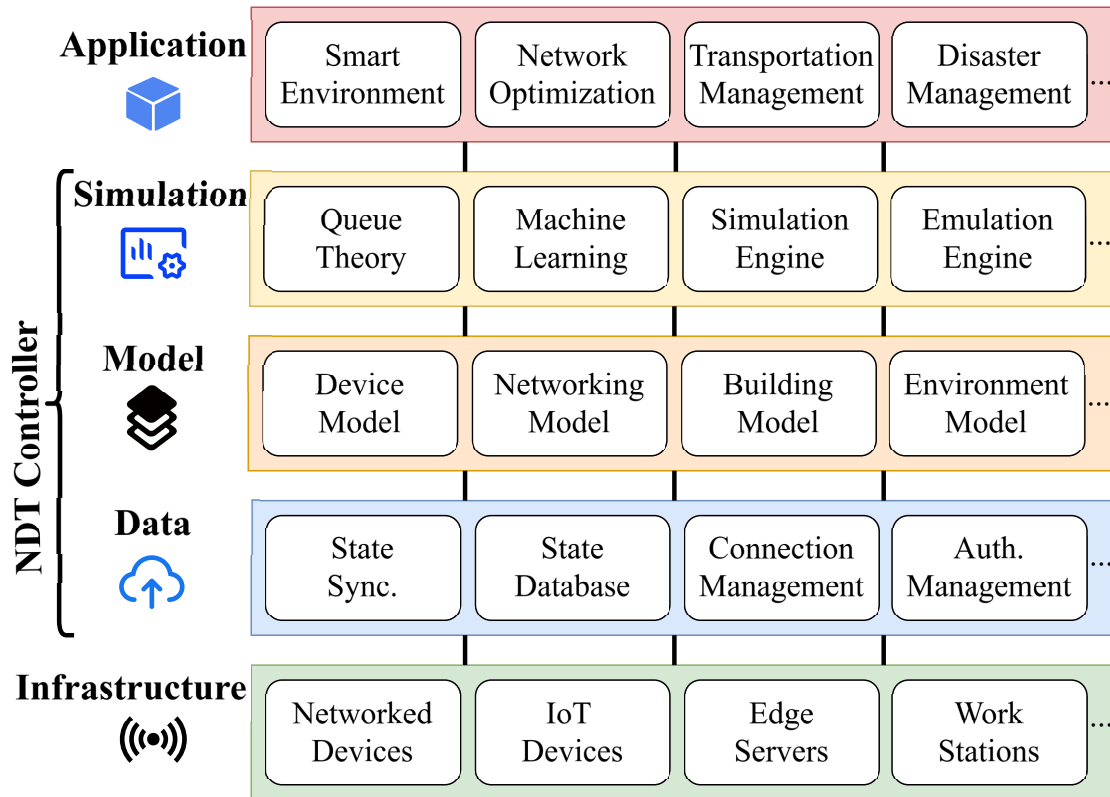 Application
Smart
Environment
Network
Optimization
Transportation
Management
Disaster
Management
...
NDT Controller
Simulation
Queue
Theory
Machine
Learning
Simulation
Engine
Emulation
Engine
...
Model
Device
Model
Networking
Model
Building
Model
Environment
Model
...
Data
State
Sync.
State
Database
Connection
Management
Auth.
Management
...
Infrastructure
Networked
Devices
IoT
Devices
Edge
Servers
Work
Stations
...